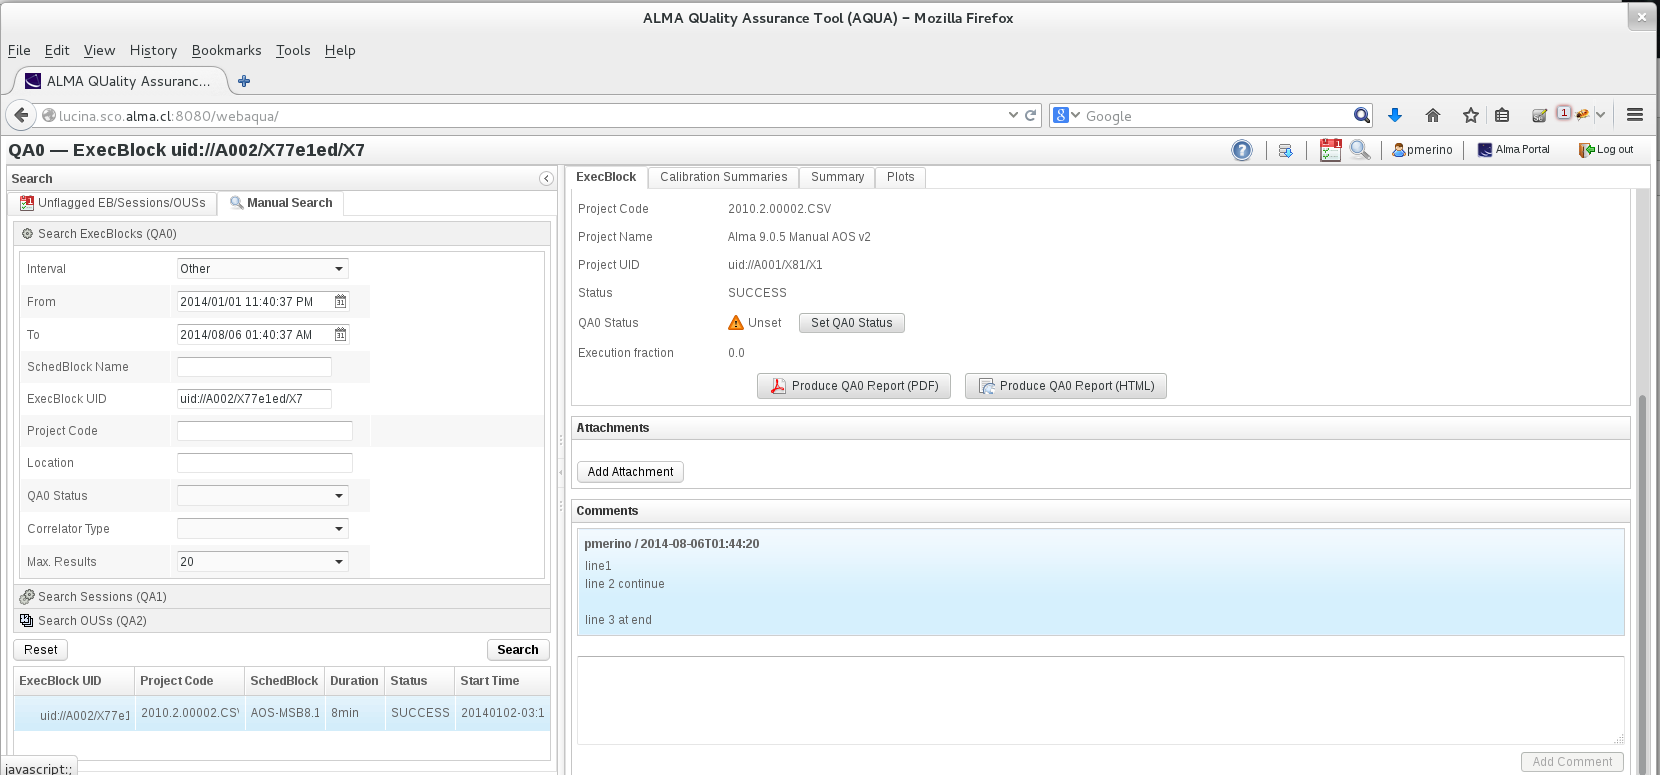 ALMA QUality Assurance Tool (AQUA) – Mozilla Firefox
File Edit View History Bookmarks Tools Help
ALMA QUality Assuranc...
lucina.sco.alma.cl:8080/webaqua/
Google
1
QA0 — ExecBlock uid://A002/X77e1ed/X7
pmerino
Alma Portal
Log out
Search
Unflagged EB/Sessions/OUSs
Manual Search
Search ExecBlocks (QA0)
Interval Other
From 2014/01/01 11:40:37 PM
To 2014/08/06 01:40:37 AM
SchedBlock Name
ExecBlock UID uid://A002/X77e1ed/X7
Project Code
Location
QA0 Status
Correlator Type
Max. Results 20
Search Sessions (QA1)
Search OUSs (QA2)
Reset Search
ExecBlock UID Project Code SchedBlock Duration Status Start Time
uid://A002/X77e1 2010.2.00002.CSV AOS-MSB8.1 8min SUCCESS 20140102-03:1
javascript:;
ExecBlock Calibration Summaries Summary Plots
Project Code 2010.2.00002.CSV
Project Name Alma 9.0.5 Manual AOS v2
Project UID uid://A001/X81/X1
Status SUCCESS
QA0 Status Unset Set QA0 Status
Execution fraction 0.0
Produce QA0 Report (PDF) Produce QA0 Report (HTML)
Attachments
Add Attachment
Comments
pmerino / 2014-08-06T01:44:20
line1
line 2 continue
line 3 at end
Add Comment